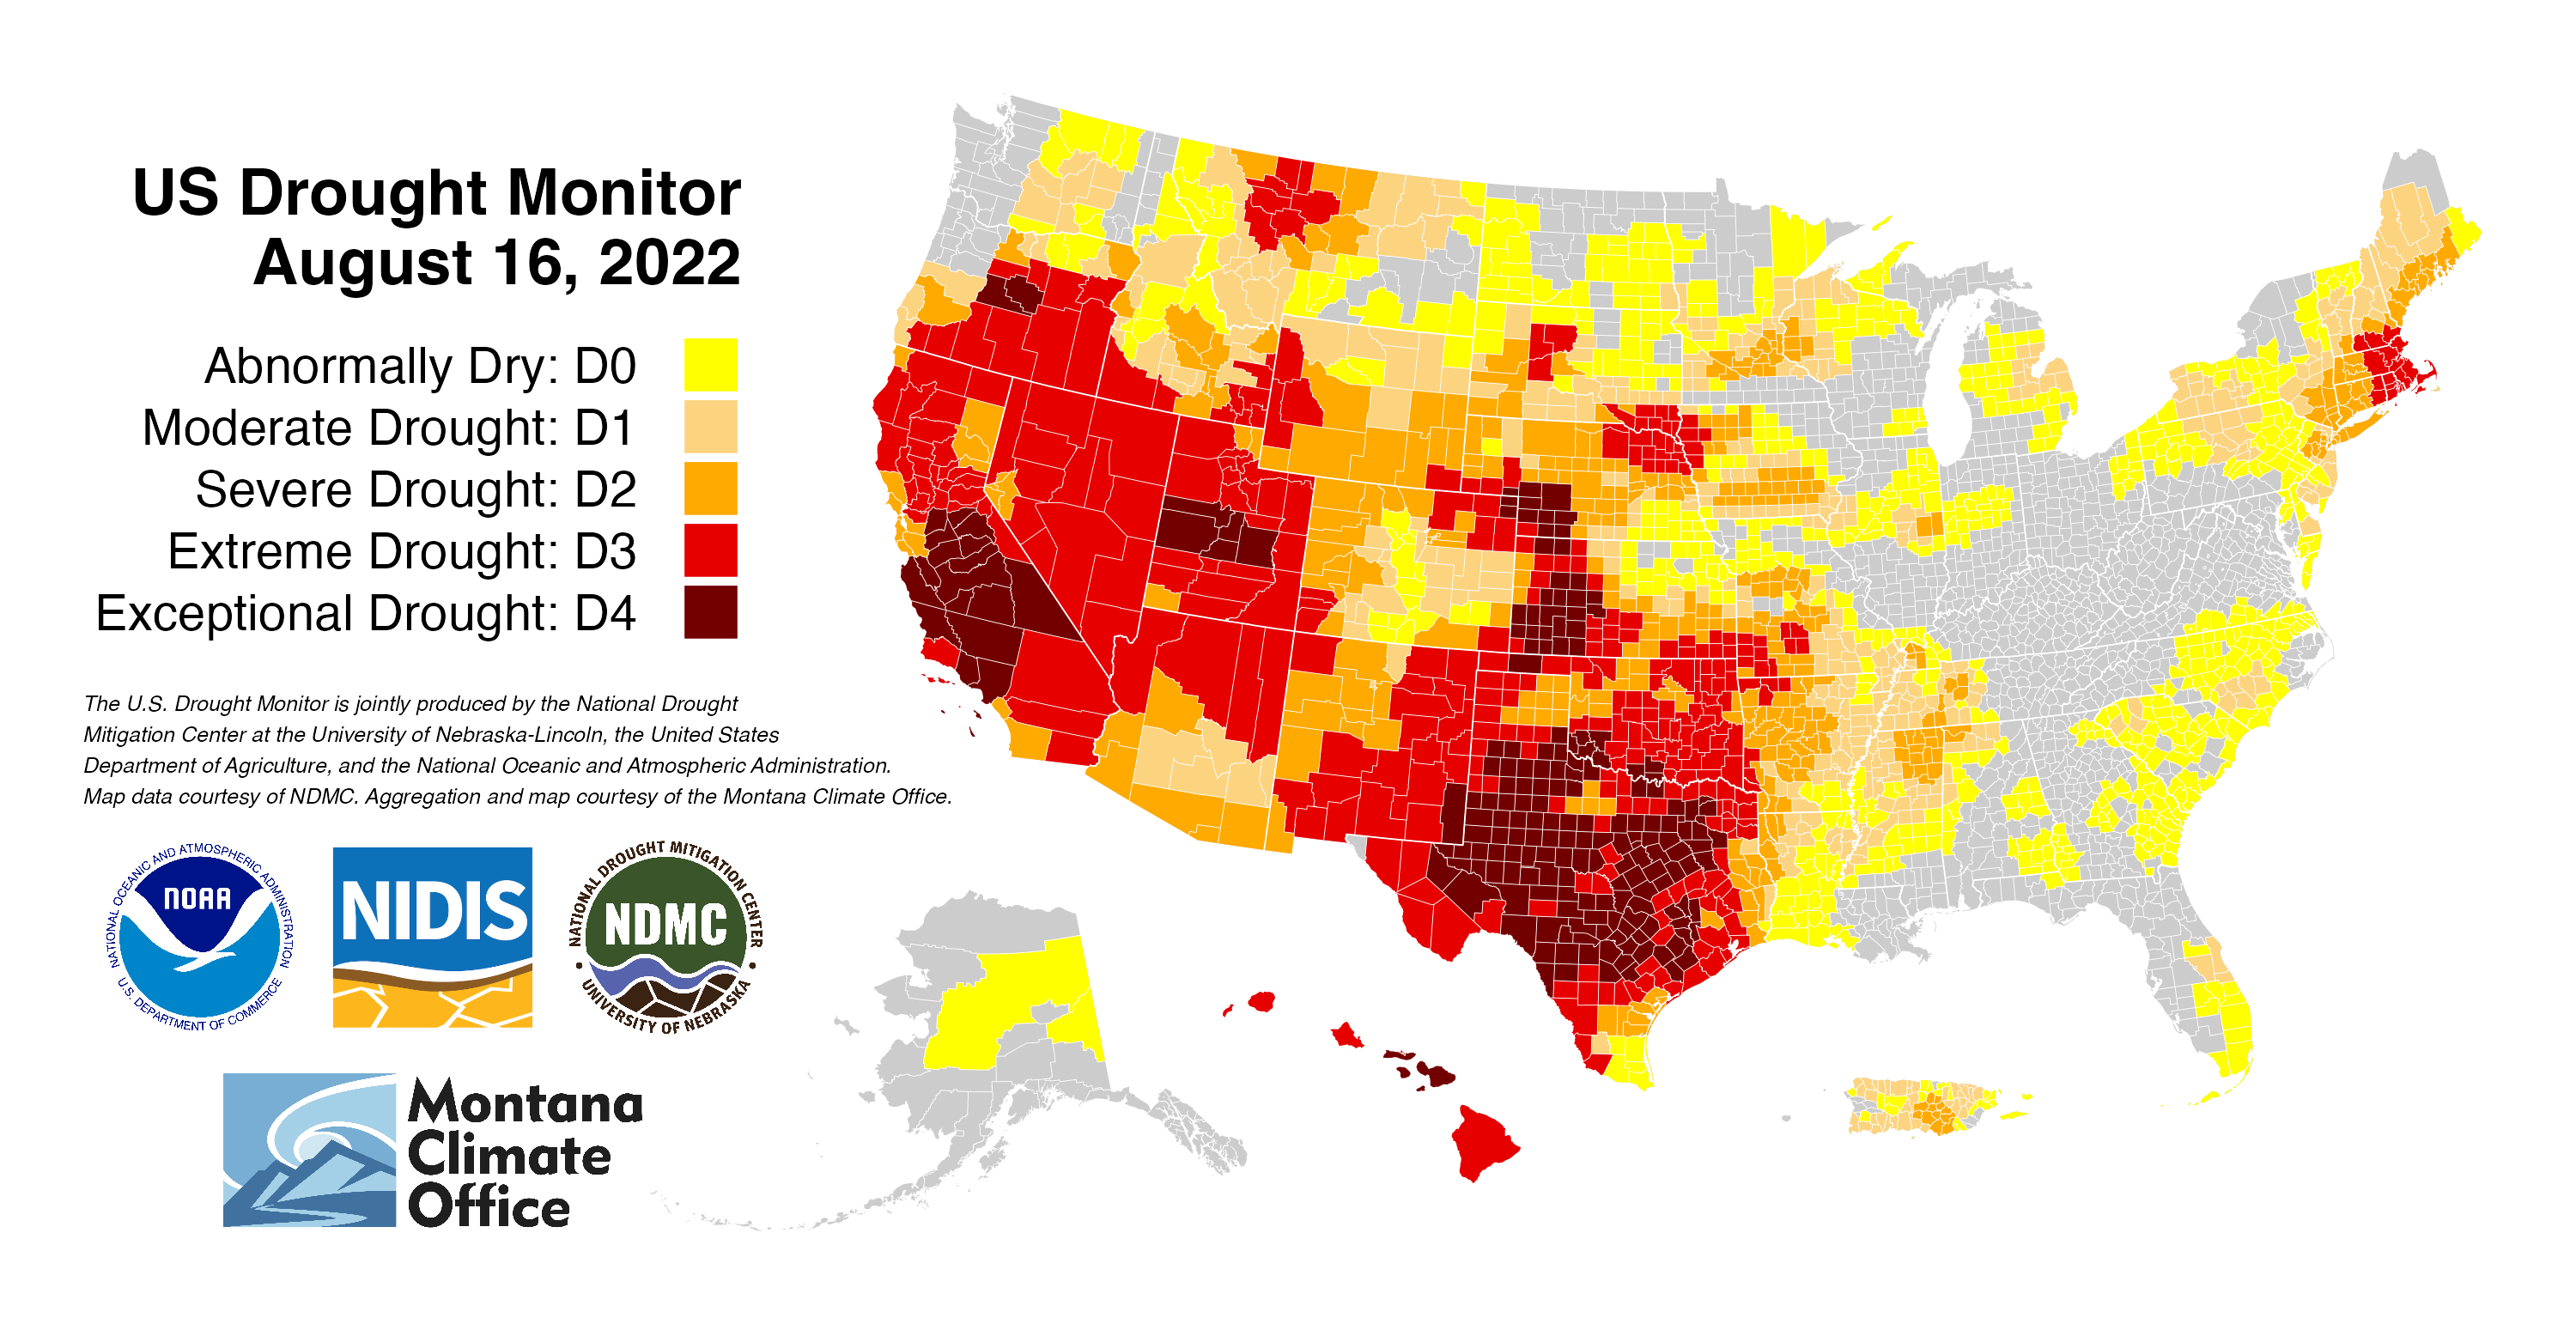 US Drought Monitor
August 16, 2022
Abnormally Dry: D0
Moderate Drought: D1
Severe Drought: D2
Extreme Drought: D3
Exceptional Drought: D4
The U.S. Drought Monitor is jointly produced by the National Drought
Mitigation Center at the University of Nebraska-Lincoln, the United States
Department of Agriculture, and the National Oceanic and Atmospheric Administration.
Map data courtesy of NDMC. Aggregation and map courtesy of the Montana Climate Office.
NATIONAL OCEANIC AND ATMOSPHERIC ADMINISTRATION
NOAA
U.S. DEPARTMENT OF COMMERCE
NIDIS
NATIONAL DROUGHT MITIGATION CENTER
NDMC
UNIVERSITY OF NEBRASKA
Montana
Climate
Office